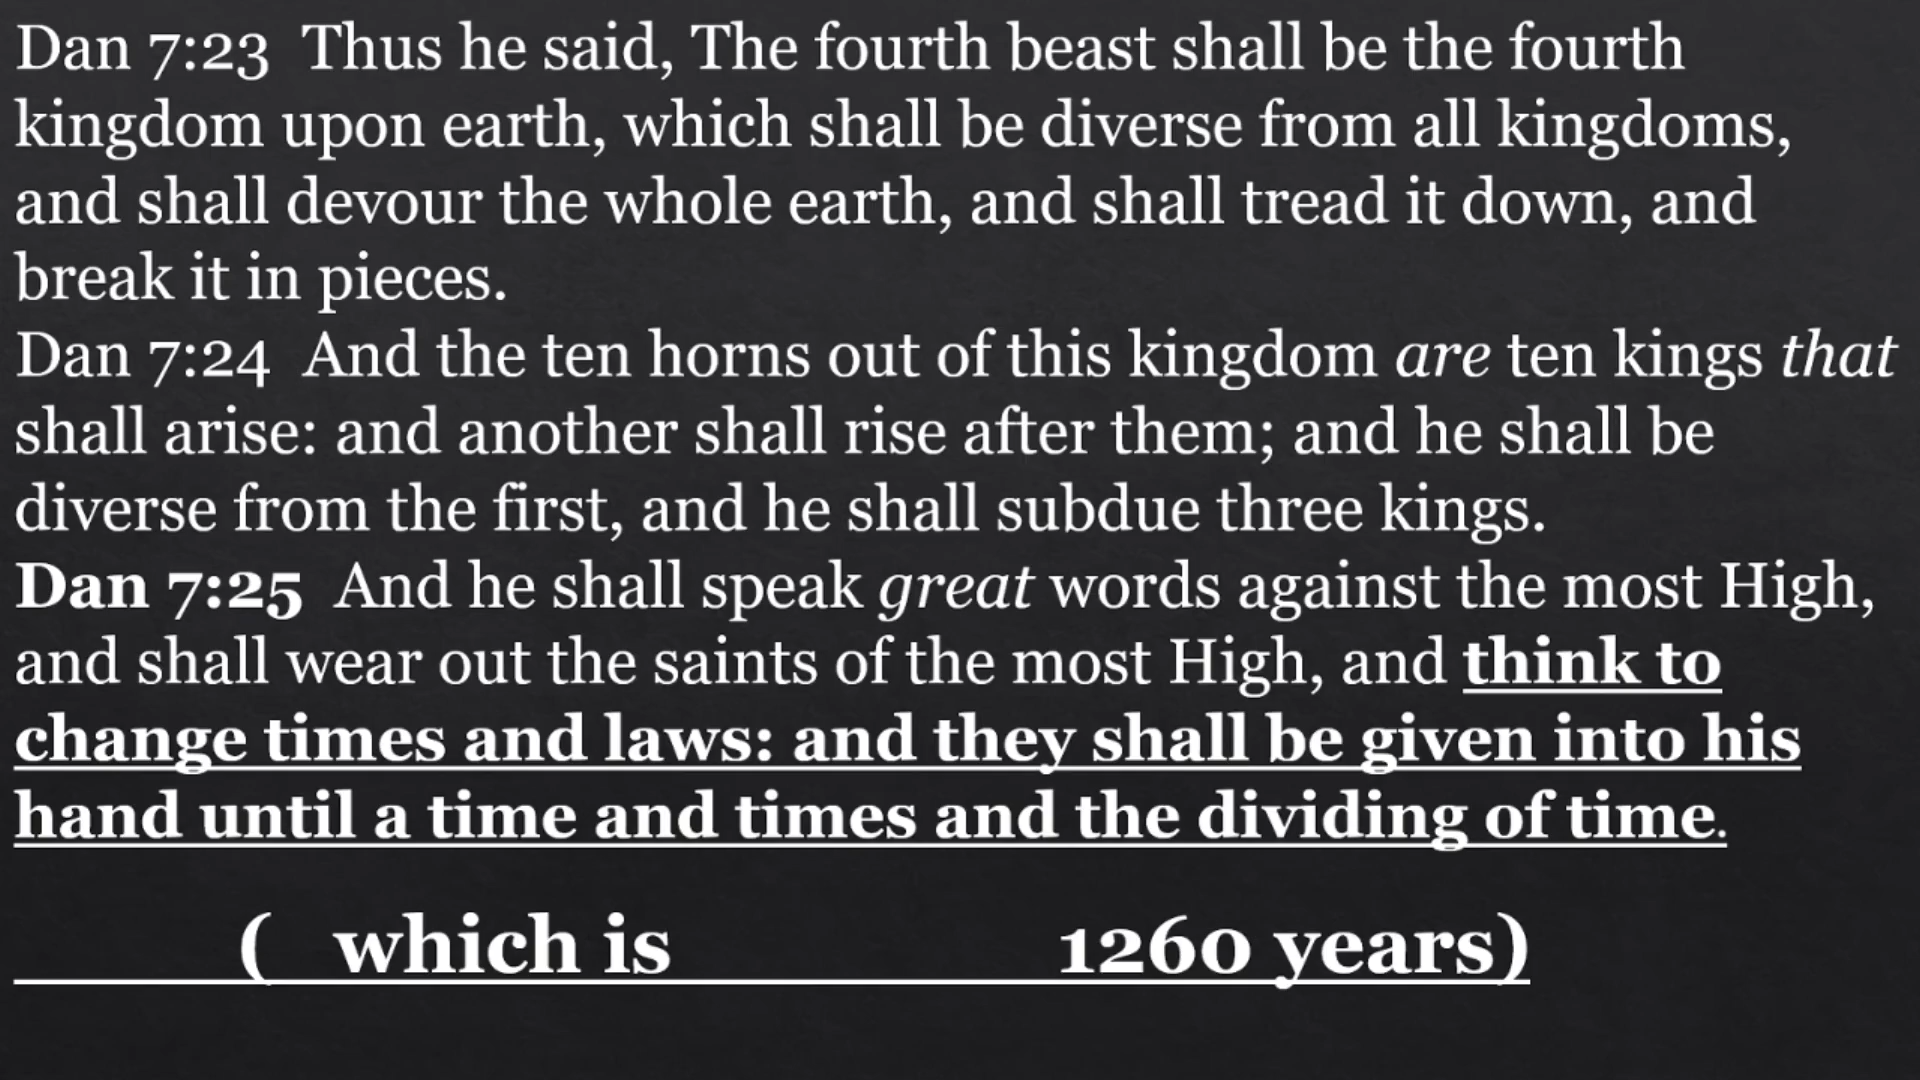 Dan 7:23  Thus he said, The fourth beast shall be the fourth
kingdom upon earth, which shall be diverse from all kingdoms,
and shall devour the whole earth, and shall tread it down, and
break it in pieces.
Dan 7:24  And the ten horns out of this kingdom are ten kings that
shall arise: and another shall rise after them; and he shall be
diverse from the first, and he shall subdue three kings.
Dan 7:25  And he shall speak great words against the most High,
and shall wear out the saints of the most High, and think to
change times and laws: and they shall be given into his
hand until a time and times and the dividing of time.
( which is 1260 years)